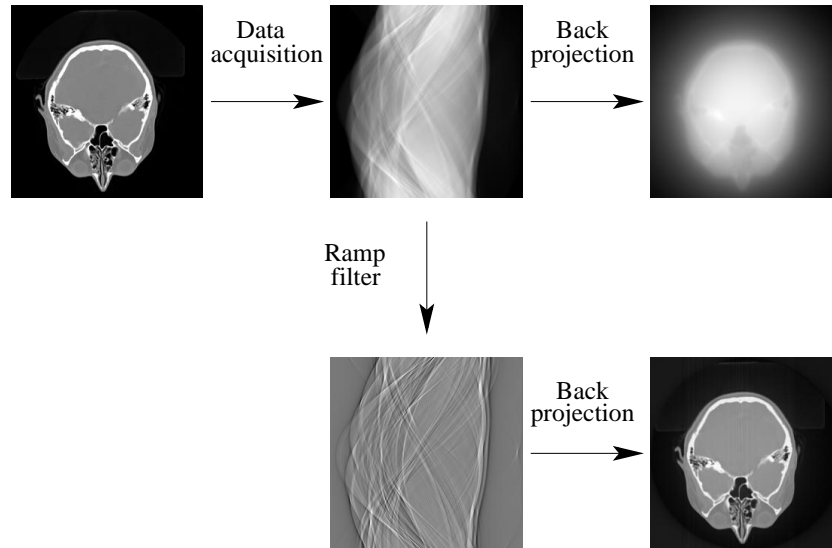 Data
acquisition
Back
projection
Ramp
filter
Back
projection